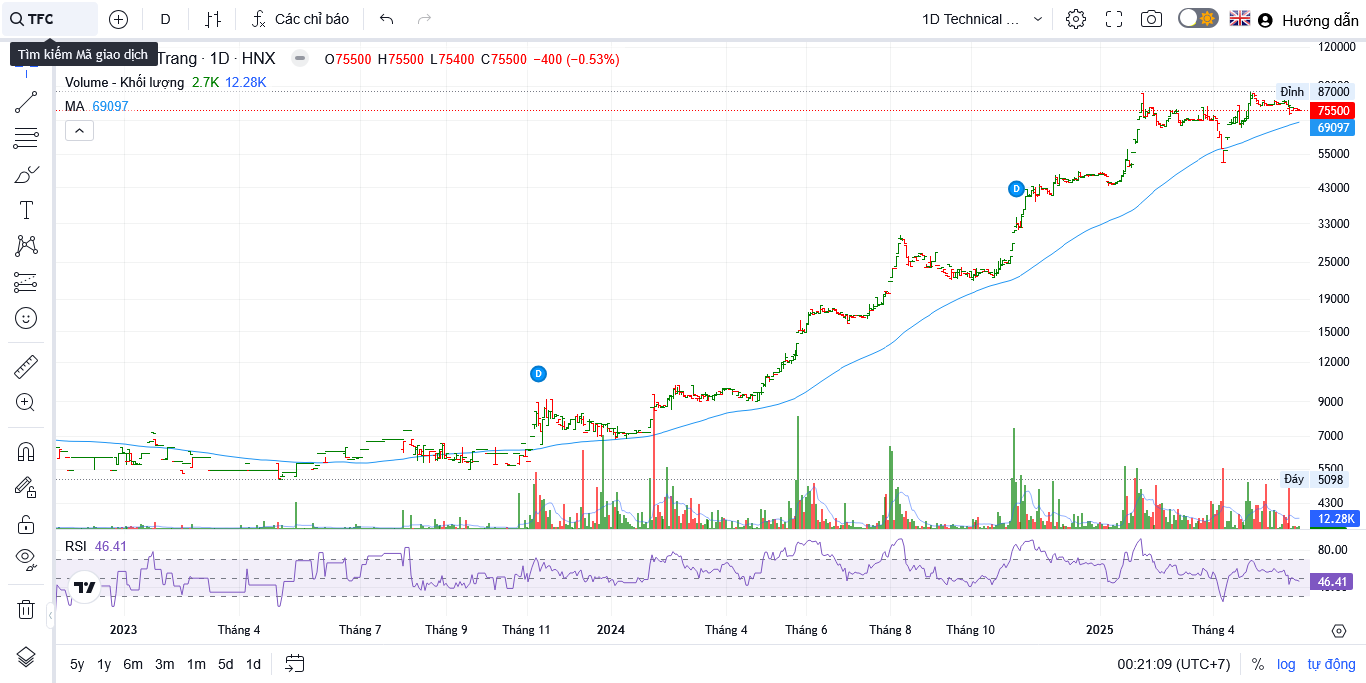 TFC
D
Các chỉ báo
1D Technical ...
Hướng dẫn
Tìm kiếm Mã giao dịch
Trang · 1D · HNX
O75500 H75500 L75400 C75500 −400 (−0.53%)
Volume - Khối lượng 2.7K 12.28K
MA 69097
120000
Đỉnh 87000
75500
69097
55000
43000
33000
25000
19000
15000
12000
9000
7000
5500
Đáy 5098
4300
12.28K
D
D
RSI 46.41
80.00
46.41
2023 Tháng 4 Tháng 7 Tháng 9 Tháng 11 2024 Tháng 4 Tháng 6 Tháng 8 Tháng 10 2025 Tháng 4
5y 1y 6m 3m 1m 5d 1d
00:21:09 (UTC+7) % log tự động